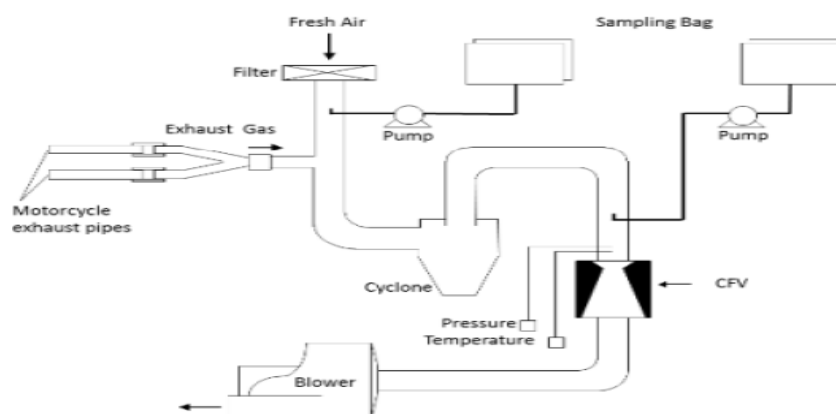 Fresh Air
Sampling Bag
Filter
Exhaust Gas
Pump
Pump
Motorcycle
exhaust pipes
Cyclone
CFV
Pressure
Temperature
Blower